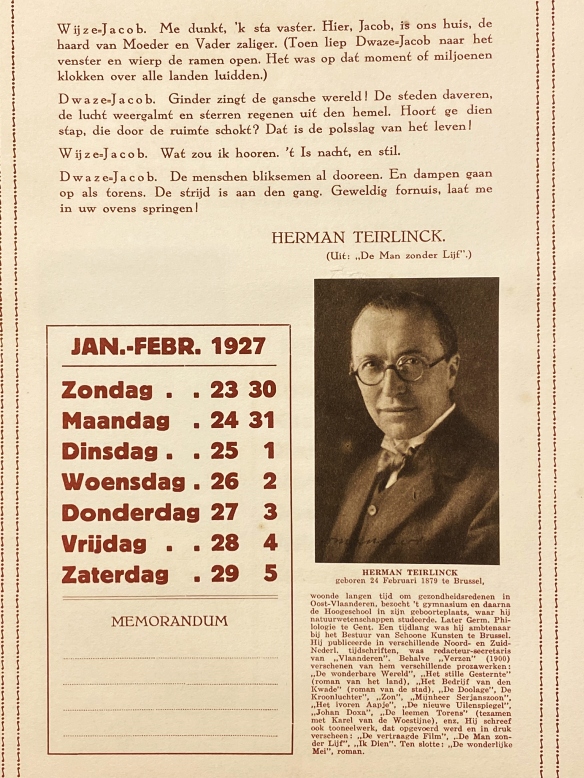 Wijze=Jacob. Me dunkt, 'k sta vaster. Hier, Jacob, is ons huis, de
haard van Moeder en Vader zaliger. (Toen liep Dwaze=Jacob naar het
venster en wierp de ramen open. Het was op dat moment of miljoenen
klokken over alle landen luidden.)
Dwaze=Jacob. Ginder zingt de gansche wereld! De steden daveren,
de lucht weergalmt en sterren regenen uit den hemel. Hoort ge dien
stap, die door de ruimte schokt? Dat is de polsslag van het leven!
Wijze=Jacob. Wat zou ik hooren. 't Is nacht, en stil.
Dwaze=Jacob. De menschen bliksemen al dooreen. En dampen gaan
op als torens. De strijd is aan den gang. Geweldig fornuis, laat me
in uw ovens springen!
HERMAN TEIRLINCK.
(Uit: „De Man zonder Lijf”.)
JAN.-FEBR. 1927
Zondag . . 23 30
Maandag . 24 31
Dinsdag . . 25 1
Woensdag . 26 2
Donderdag 27 3
Vrijdag . . 28 4
Zaterdag . 29 5
MEMORANDUM
HERMAN TEIRLINCK
geboren 24 Februari 1879 te Brussel,
woonde langen tijd om gezondheidsredenen in
Oost-Vlaanderen, bezocht 't gymnasium en daarna
de Hoogeschool in zijn geboorteplaats, waar hij
natuurwetenschappen studeerde. Later Germ. Phi-
lologie te Gent. Een tijdlang was hij ambtenaar
bij het Bestuur van Schoone Kunsten te Brussel.
Hij publiceerde in verschillende Noord- en Zuid-
Nederl. tijdschriften, was redacteur-secretaris
van „Vlaanderen”. Behalve „Verzen” (1900)
verschenen van hem verschillende prozawerken:
„De wonderbare Wereld”, „Het stille Gesternte”
(roman van het land), „Het Bedrijf van den
Kwade” (roman van de stad), „De Doolage”, De
Kroonluchter”, „Zon”, „Mijnheer Serjanszoon”,
„Het ivoren Aapje”, „De nieuwe Uilenspiegel”,
„Johan Doxa”, „De leemen Torens” (tezamen
met Karel van de Woestijne), enz. Hij schreef
ook tooneelwerk, dat opgevoerd werd en in druk
verscheen: „De vertraagde Film”, „De Man zon-
der Lijf”, „Ik Dien”. Ten slotte: „De wonderlijke
Mei”, roman.